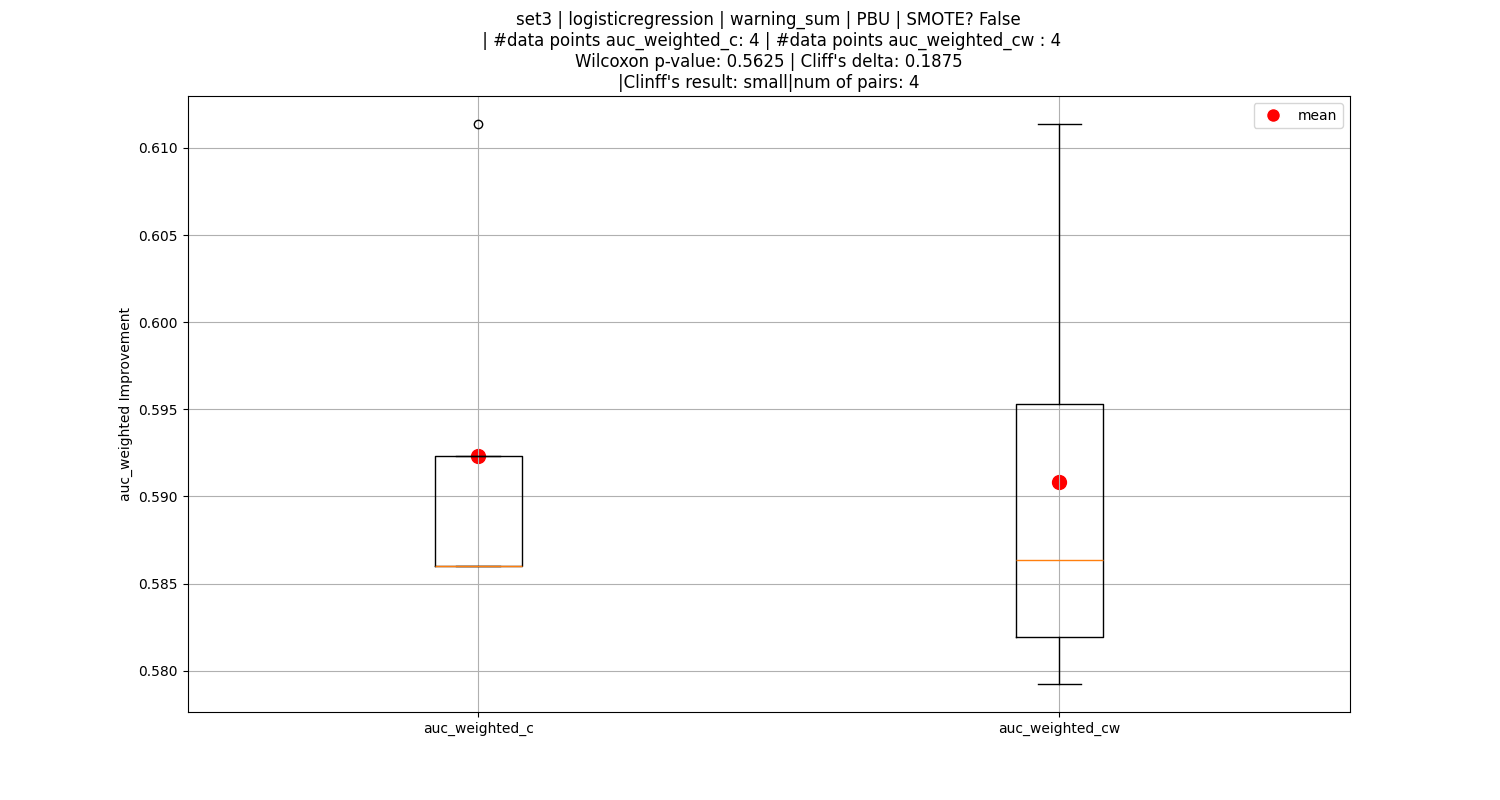 set3 | logisticregression | warning_sum | PBU | SMOTE? False
| #data points auc_weighted_c: 4 | #data points auc_weighted_cw : 4
Wilcoxon p-value: 0.5625 | Cliff's delta: 0.1875
|Clinff's result: small|num of pairs: 4
mean
0.610
0.605
0.600
0.595
0.590
0.585
0.580
auc_weighted Improvement
auc_weighted_c
auc_weighted_cw